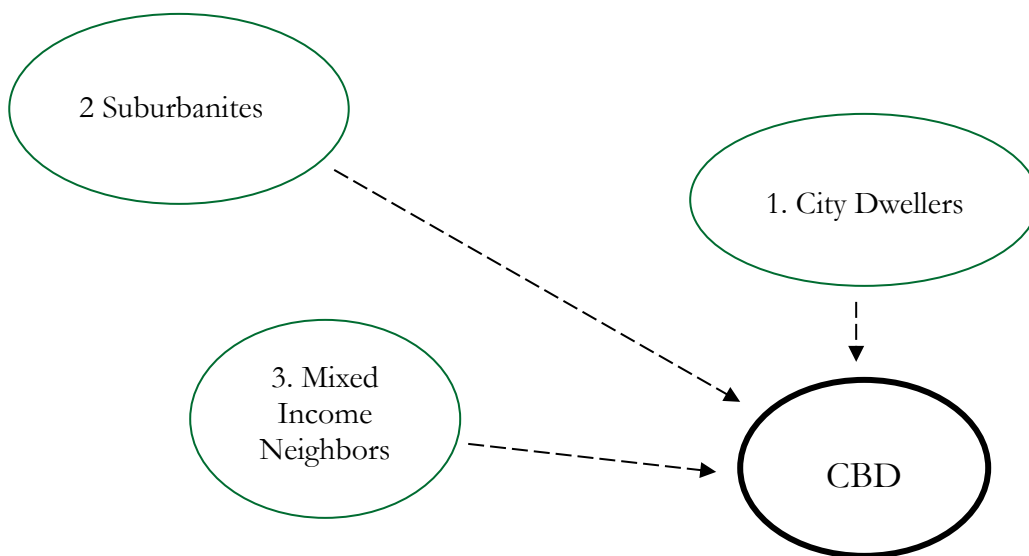 2 Suburbanites
1. City Dwellers
3. Mixed
Income
Neighbors
CBD